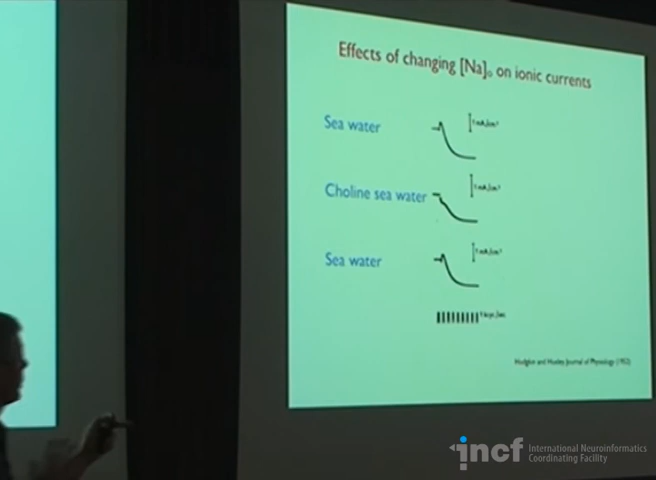 Effects of changing [Na]o on ionic currents
Sea water
Choline sea water
Sea water
Hodgkin and Huxley Journal of Physiology (1952)
incf International Neuroinformatics
Coordinating Facility